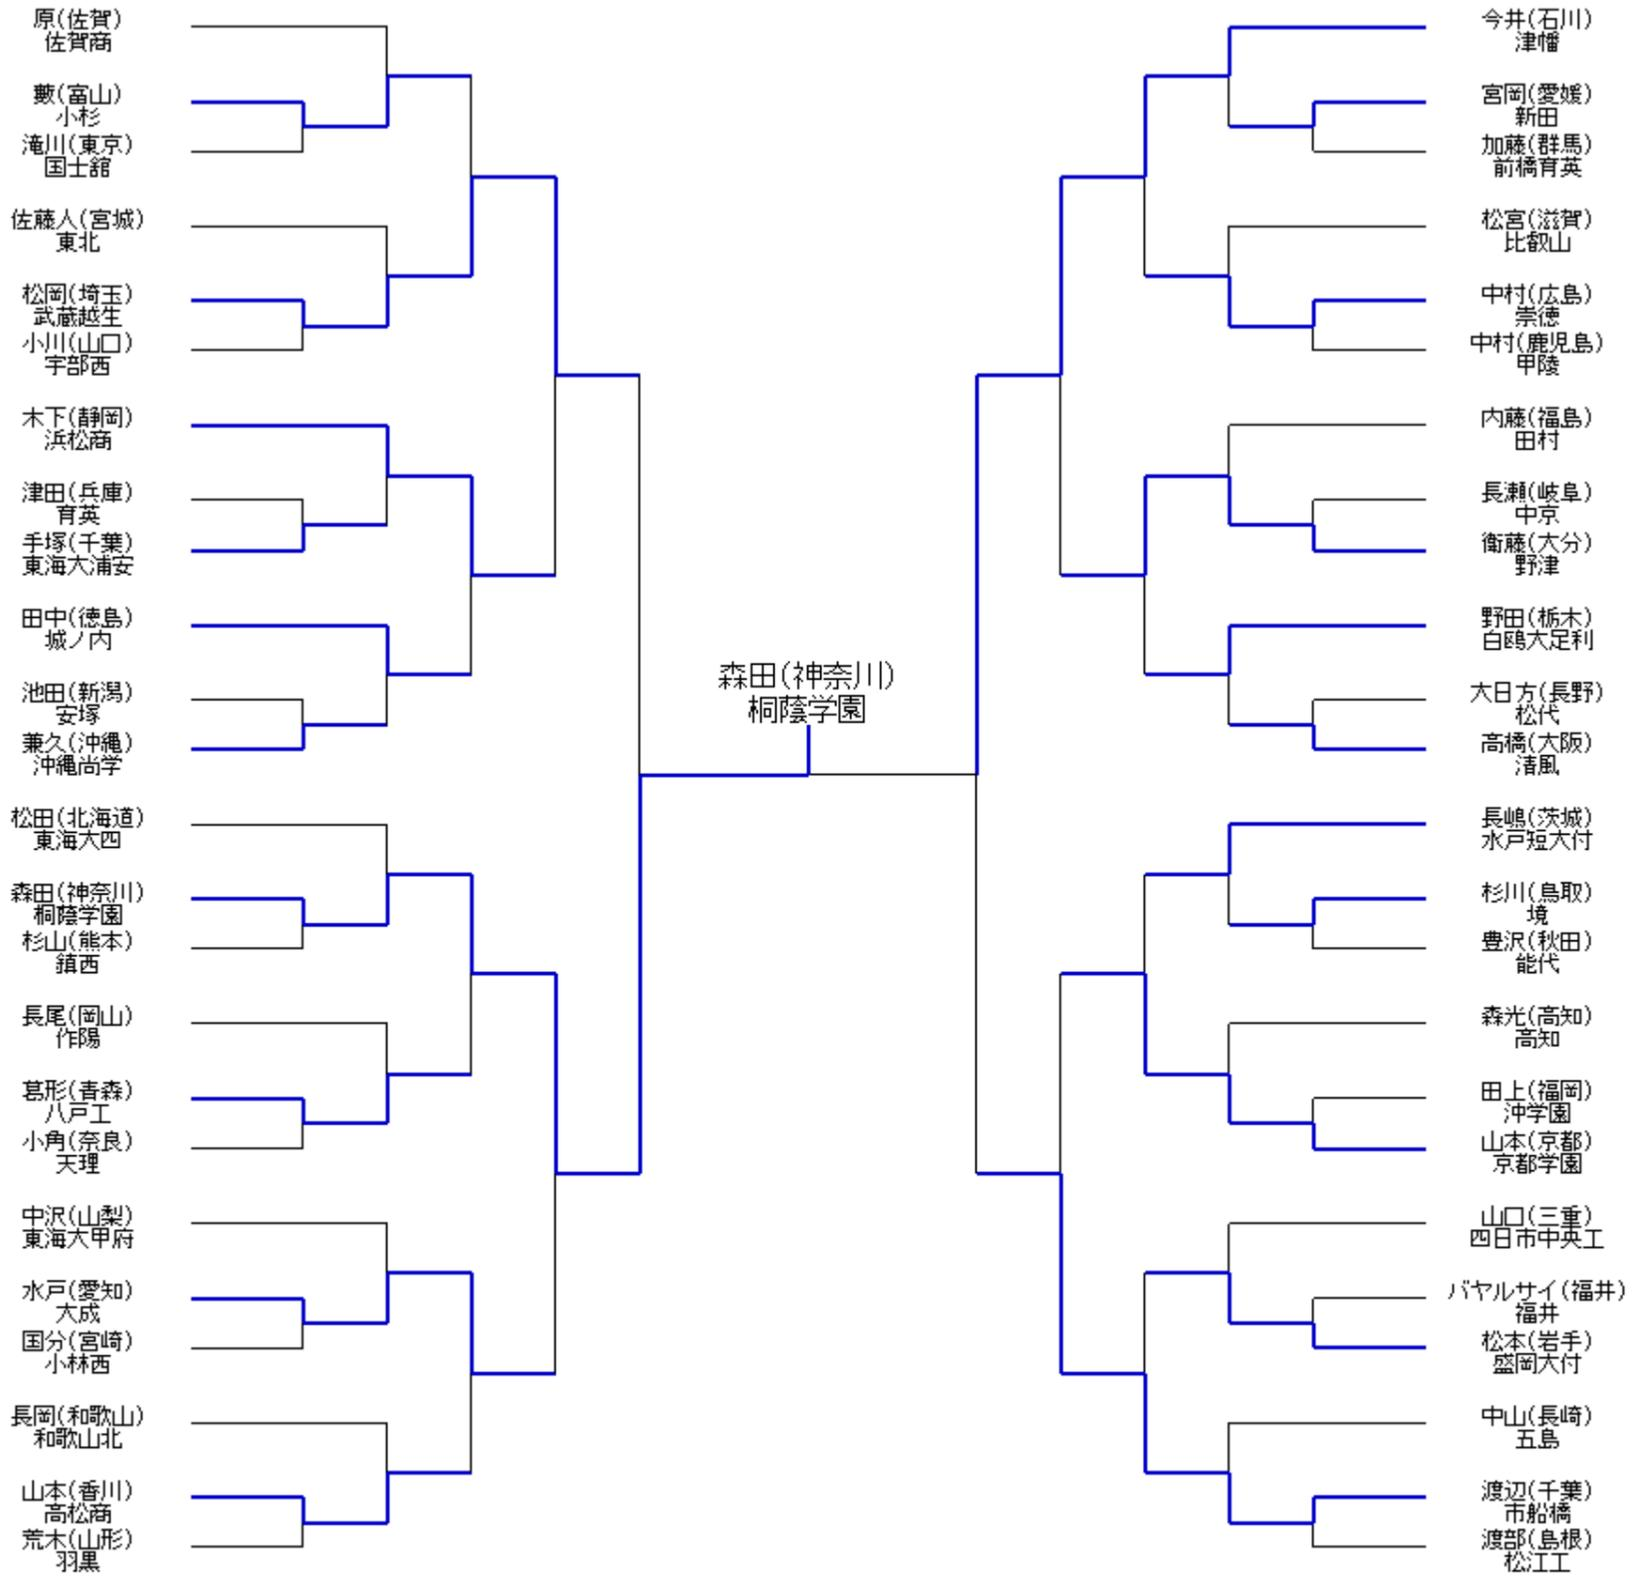 原(佐賀)
佐賀商
藪(富山)
小杉
滝川(東京)
国士舘
佐藤人(宮城)
東北
松岡(埼玉)
武蔵越生
小川(山口)
宇部西
木下(静岡)
浜松商
津田(兵庫)
育英
手塚(千葉)
東海大浦安
田中(徳島)
城ノ内
池田(新潟)
安塚
兼久(沖縄)
沖縄尚学
松田(北海道)
東海大四
森田(神奈川)
桐蔭学園
杉山(熊本)
鎮西
長尾(岡山)
作陽
葛形(青森)
八戸工
小角(奈良)
天理
中沢(山梨)
東海大甲府
水戸(愛知)
大成
国分(宮崎)
小林西
長岡(和歌山)
和歌山北
山本(香川)
高松商
荒木(山形)
羽黒
森田(神奈川)
桐蔭学園
今井(石川)
津幡
宮岡(愛媛)
新田
加藤(群馬)
前橋育英
松宮(滋賀)
比叡山
中村(広島)
崇徳
中村(鹿児島)
甲陵
内藤(福島)
田村
長瀬(岐阜)
中京
衛藤(大分)
野津
野田(栃木)
白鴎大足利
大日方(長野)
松代
高橋(大阪)
清風
長嶋(茨城)
水戸短大付
杉川(鳥取)
境
豊沢(秋田)
能代
森光(高知)
高知
田上(福岡)
沖学園
山本(京都)
京都学園
山口(三重)
四日市中央工
バヤルサイ(福井)
福井
松本(岩手)
盛岡大付
中山(長崎)
五島
渡辺(千葉)
市船橋
渡部(島根)
松江工